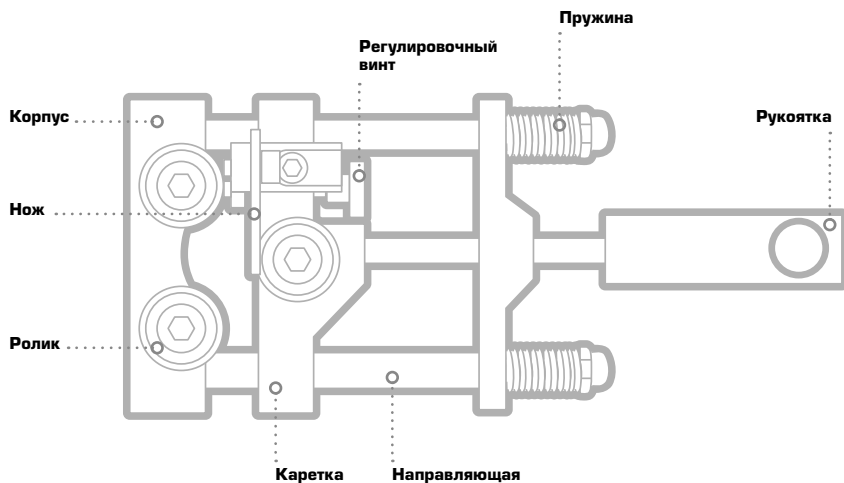 Пружина
Регулировочный
винт
Корпус
Рукоятка
Нож
Ролик
Каретка
Направляющая